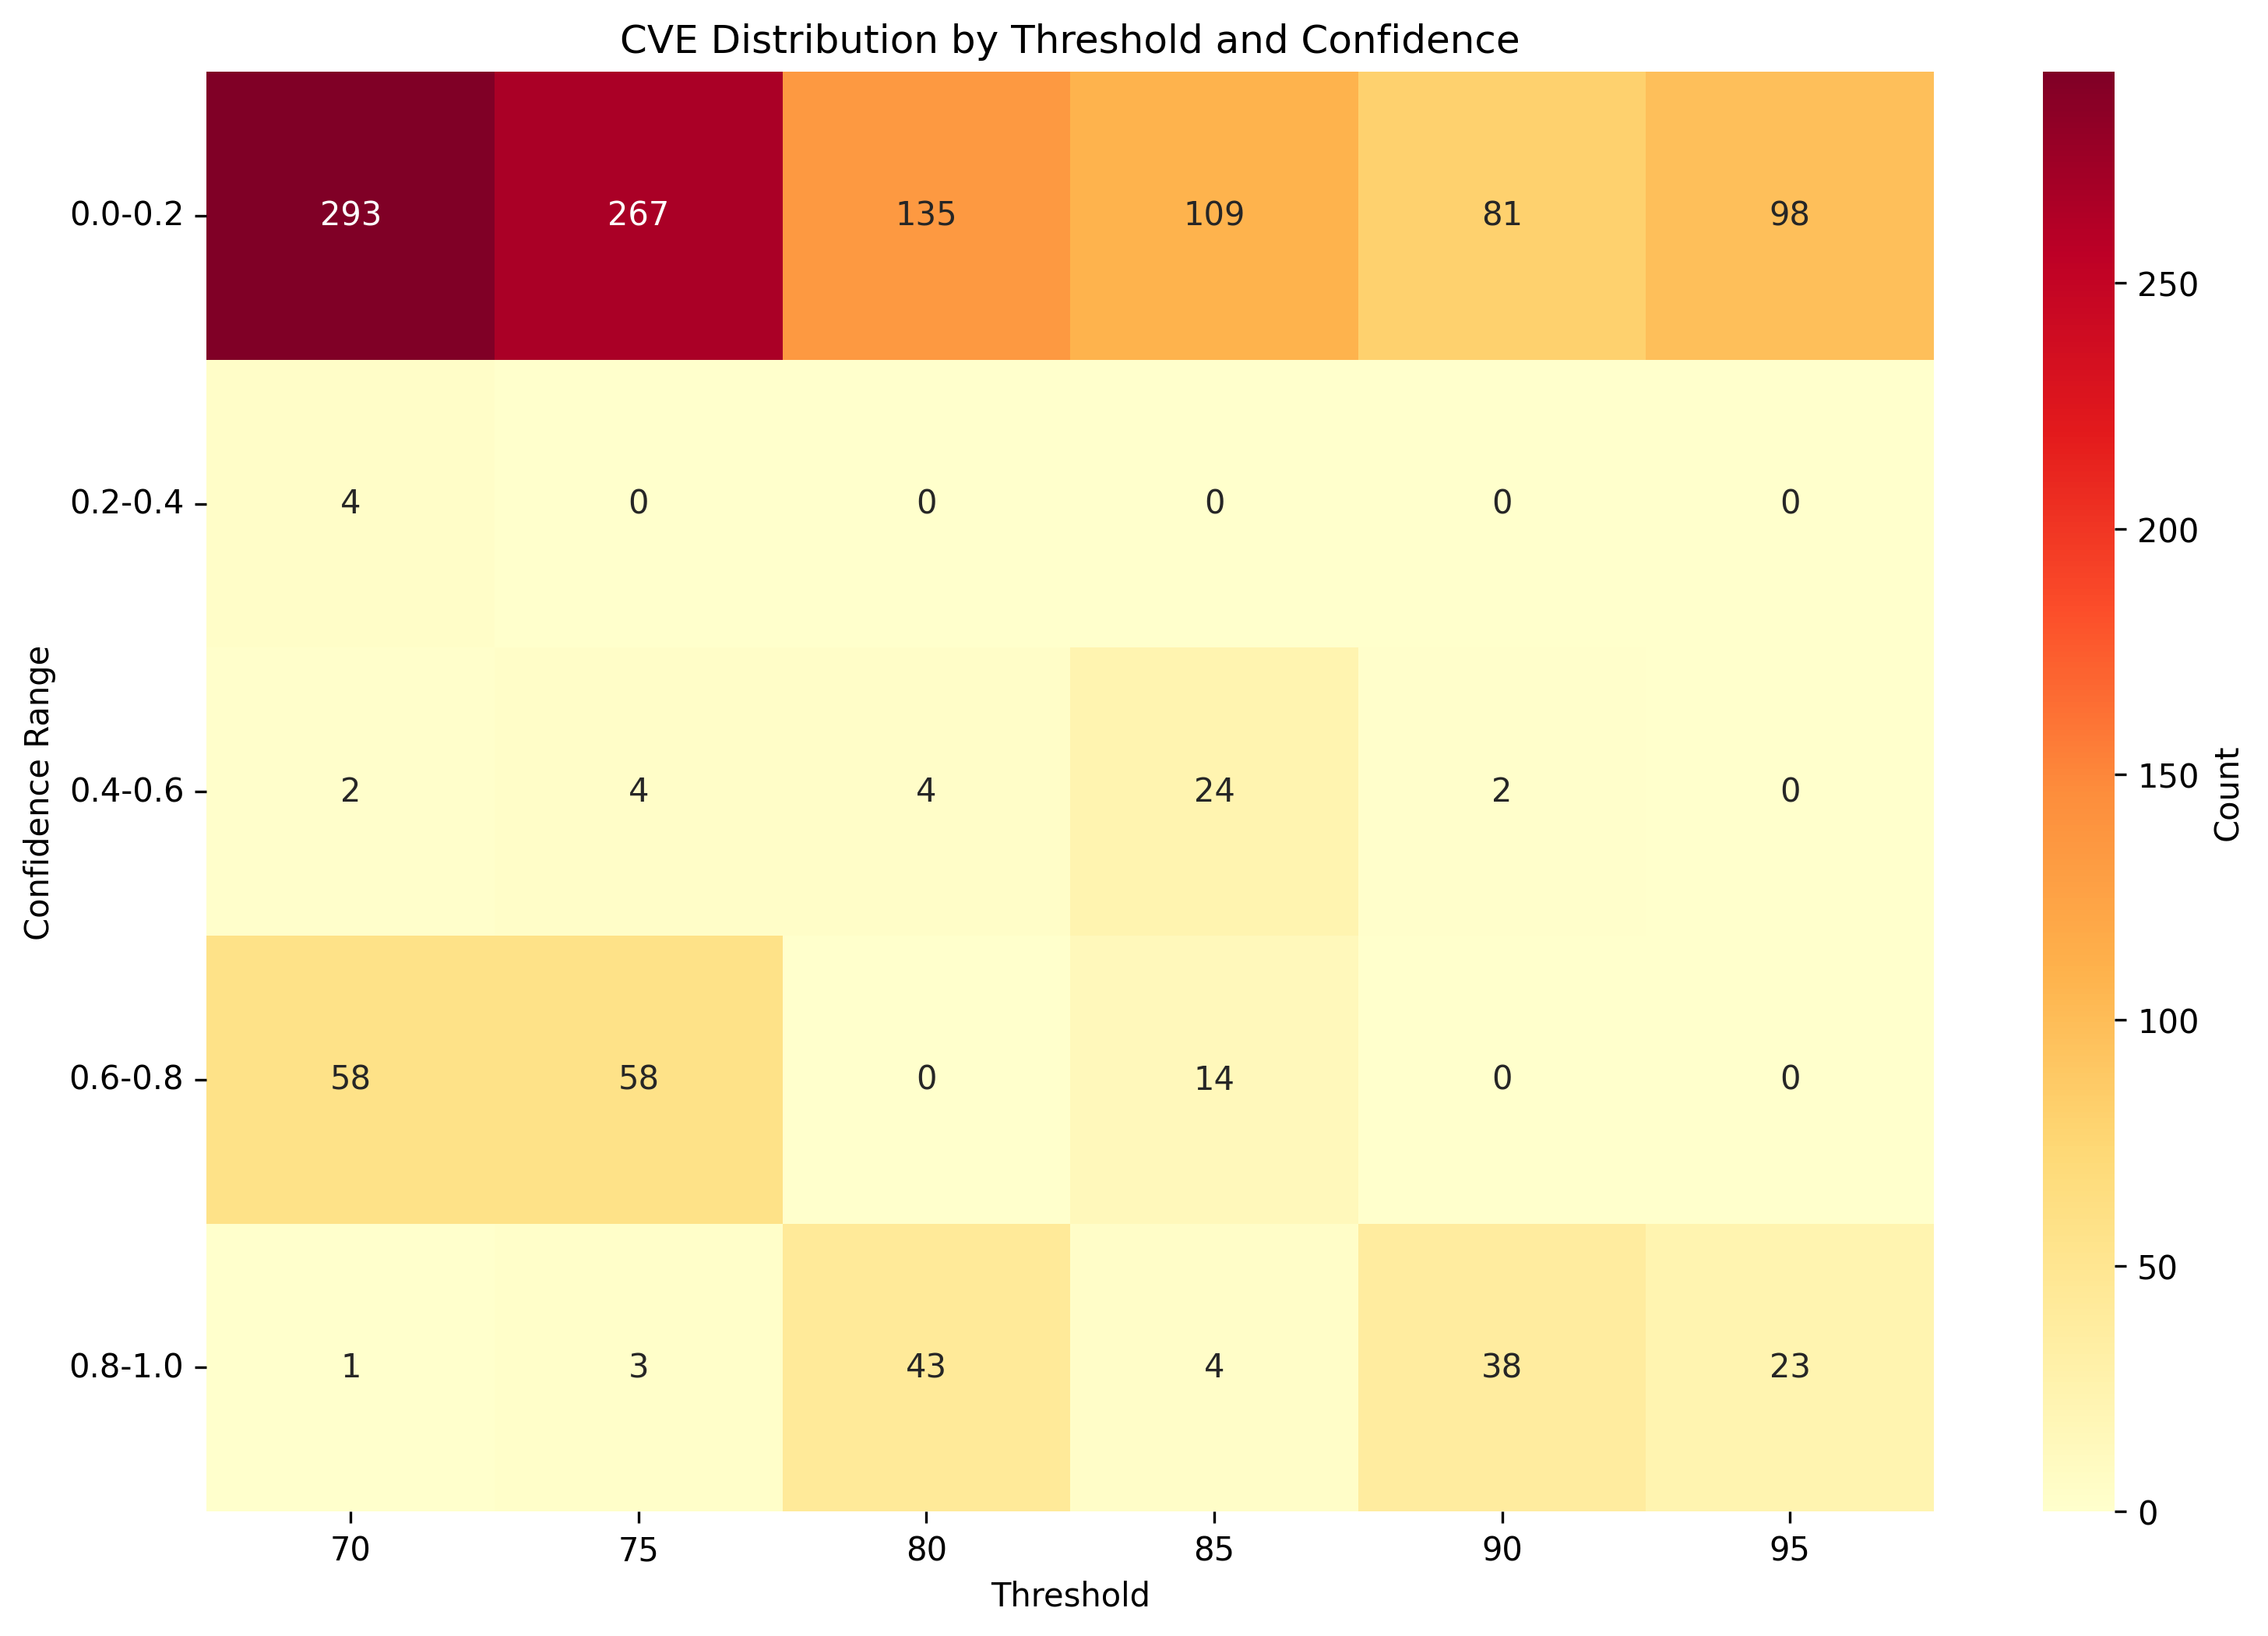 CVE Distribution by Threshold and Confidence
0.0-0.2 293 267 135 109 81 98
0.2-0.4 4 0 0 0 0 0
0.4-0.6 2 4 4 24 2 0
0.6-0.8 58 58 0 14 0 0
0.8-1.0 1 3 43 4 38 23
70 75 80 85 90 95
Threshold
Confidence Range
250
200
150
100
50
0
Count